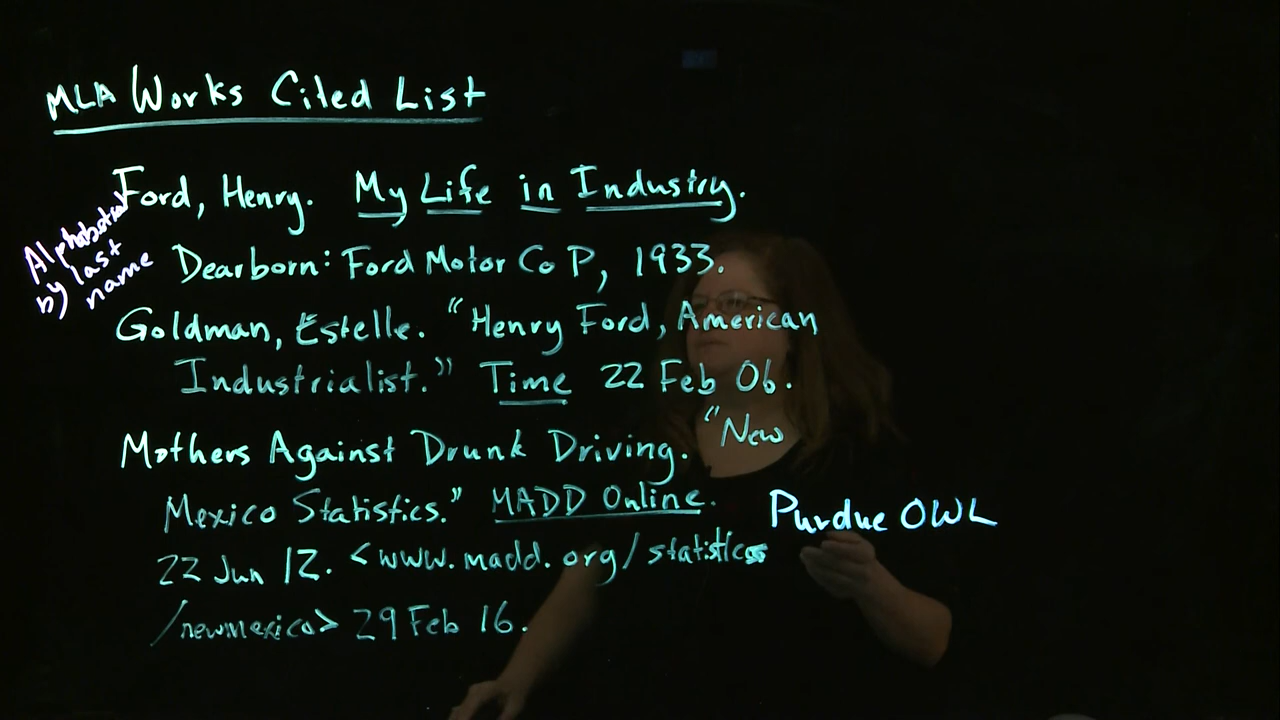 MLA Works Cited List
Ford, Henry. My Life in Industry.
Dearborn: Ford Motor Co P, 1933.
Alphabetical
by last
name
Goldman, Estelle. "Henry Ford, American
Industrialist." Time 22 Feb 06.
Mothers Against Drunk Driving. "New
Mexico Statistics." MADD Online.
22 Jun 12. <www.madd.org/statistics
/newmexico> 29 Feb 16.
Purdue OWL